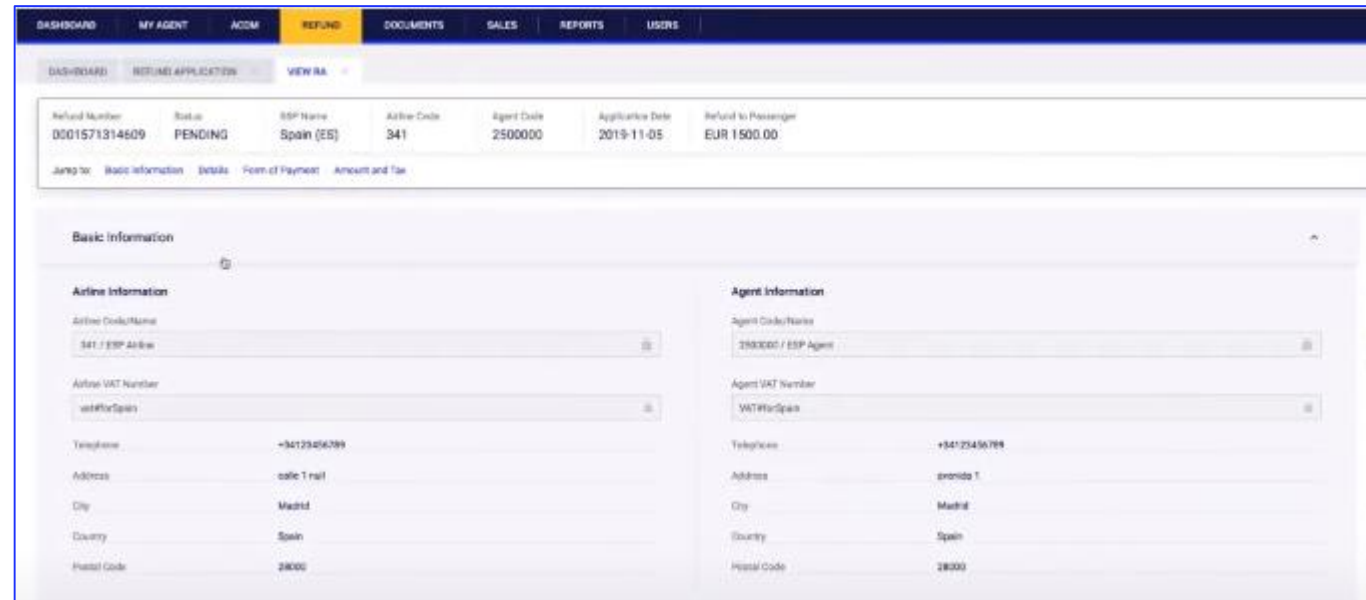 DASHBOARD MY AGENT ACDM REFUND DOCUMENTS SALES REPORTS USERS
DASHBOARD REFUND APPLICATION VIEW RA
Refund Number Status BSP Name Airline Code Agent Code Application Date Refund to Passenger
0001571314609 PENDING Spain (ES) 341 2500000 2019-11-05 EUR 1500.00
Jump to: Basic Information Details Form of Payment Amount and Tax
Basic Information
Airline Information Agent Information
Airline Code/Name Agent Code/Name
341 / ESP Airline 2500000 / ESP Agent
Airline VAT Number Agent VAT Number
vat#forSpain VAT#forSpain
Telephone +34123456789 Telephone +34123456789
Address calle 1 Address avenida 1
City Madrid City Madrid
Country Spain Country Spain
Postal Code 28000 Postal Code 28000